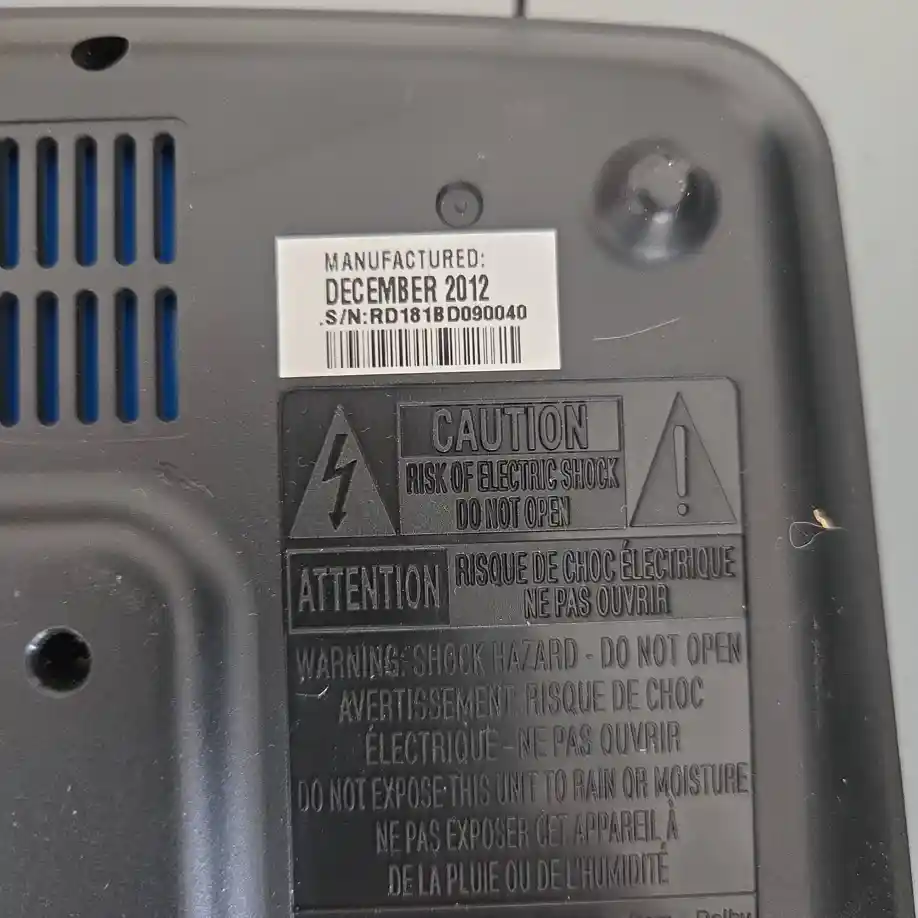 MANUFACTURED:
DECEMBER 2012
S/N:RD181BD090040
CAUTION
RISK OF ELECTRIC SHOCK
DO NOT OPEN
ATTENTION
RISQUE DE CHOC ÉLECTRIQUE
NE PAS OUVRIR
WARNING: SHOCK HAZARD - DO NOT OPEN
AVERTISSEMENT RISQUE DE CHOC
ÉLECTRIQUE - NE PAS OUVRIR
DO NOT EXPOSE THIS UNIT TO RAIN OR MOISTURE
NE PAS EXPOSER CET APPAREIL À
DE LA PLUIE OU DE L'HUMIDITÉ
Dolby